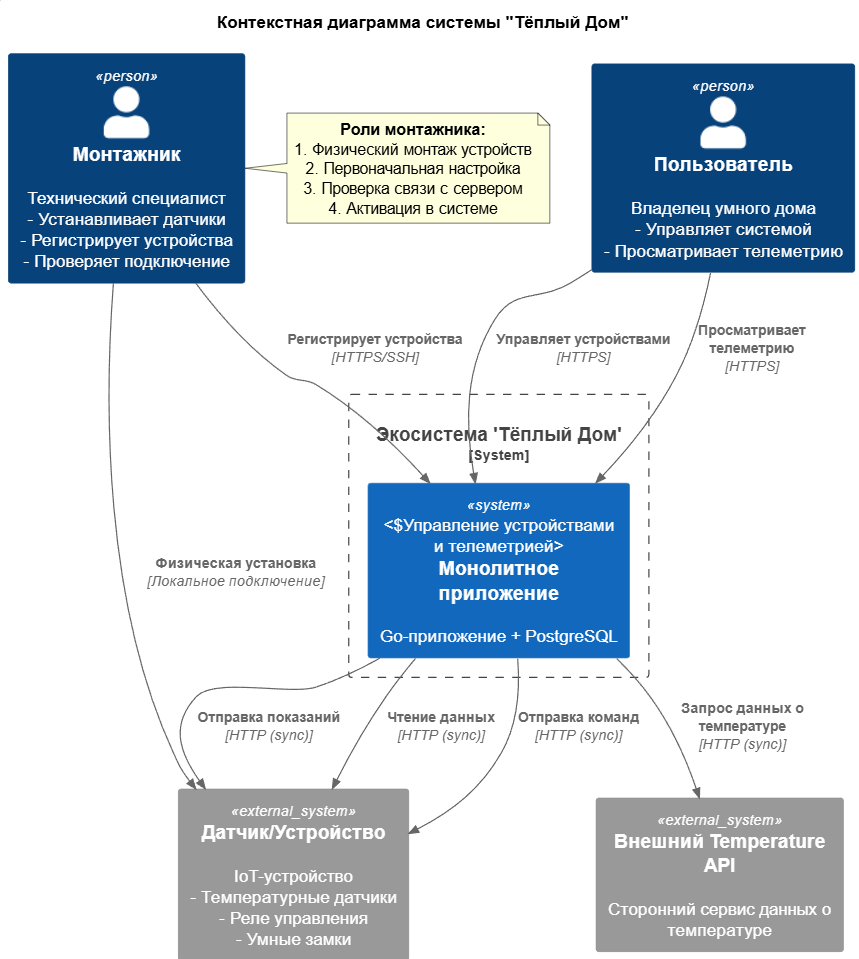 Контекстная диаграмма системы "Тёплый Дом"
«person»
Монтажник
Технический специалист
- Устанавливает датчики
- Регистрирует устройства
- Проверяет подключение
Роли монтажника:
1. Физический монтаж устройств
2. Первоначальная настройка
3. Проверка связи с сервером
4. Активация в системе
«person»
Пользователь
Владелец умного дома
- Управляет системой
- Просматривает телеметрию
Регистрирует устройства
[HTTPS/SSH]
Управляет устройствами
[HTTPS]
Просматривает
телеметрию
[HTTPS]
Экосистема 'Тёплый Дом'
[System]
«system»
<$Управление устройствами
и телеметрией>
Монолитное
приложение
Go-приложение + PostgreSQL
Физическая установка
[Локальное подключение]
Отправка показаний
[HTTP (sync)]
Чтение данных
[HTTP (sync)]
Отправка команд
[HTTP (sync)]
Запрос данных о
температуре
[HTTP (sync)]
«external_system»
Датчик/Устройство
IoT-устройство
- Температурные датчики
- Реле управления
- Умные замки
«external_system»
Внешний Temperature
API
Сторонний сервис данных о
температуре